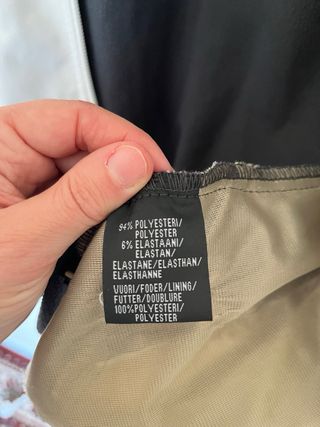 94% POLYESTERI/
POLYESTER
6% ELASTAANI/
ELASTAN/
ELASTANE/ELASTHAN/
ELASTHANNE
VUORI/FODER/LINING/
FUTTER/DOUBLURE
100%POLYESTERI/
POLYESTER